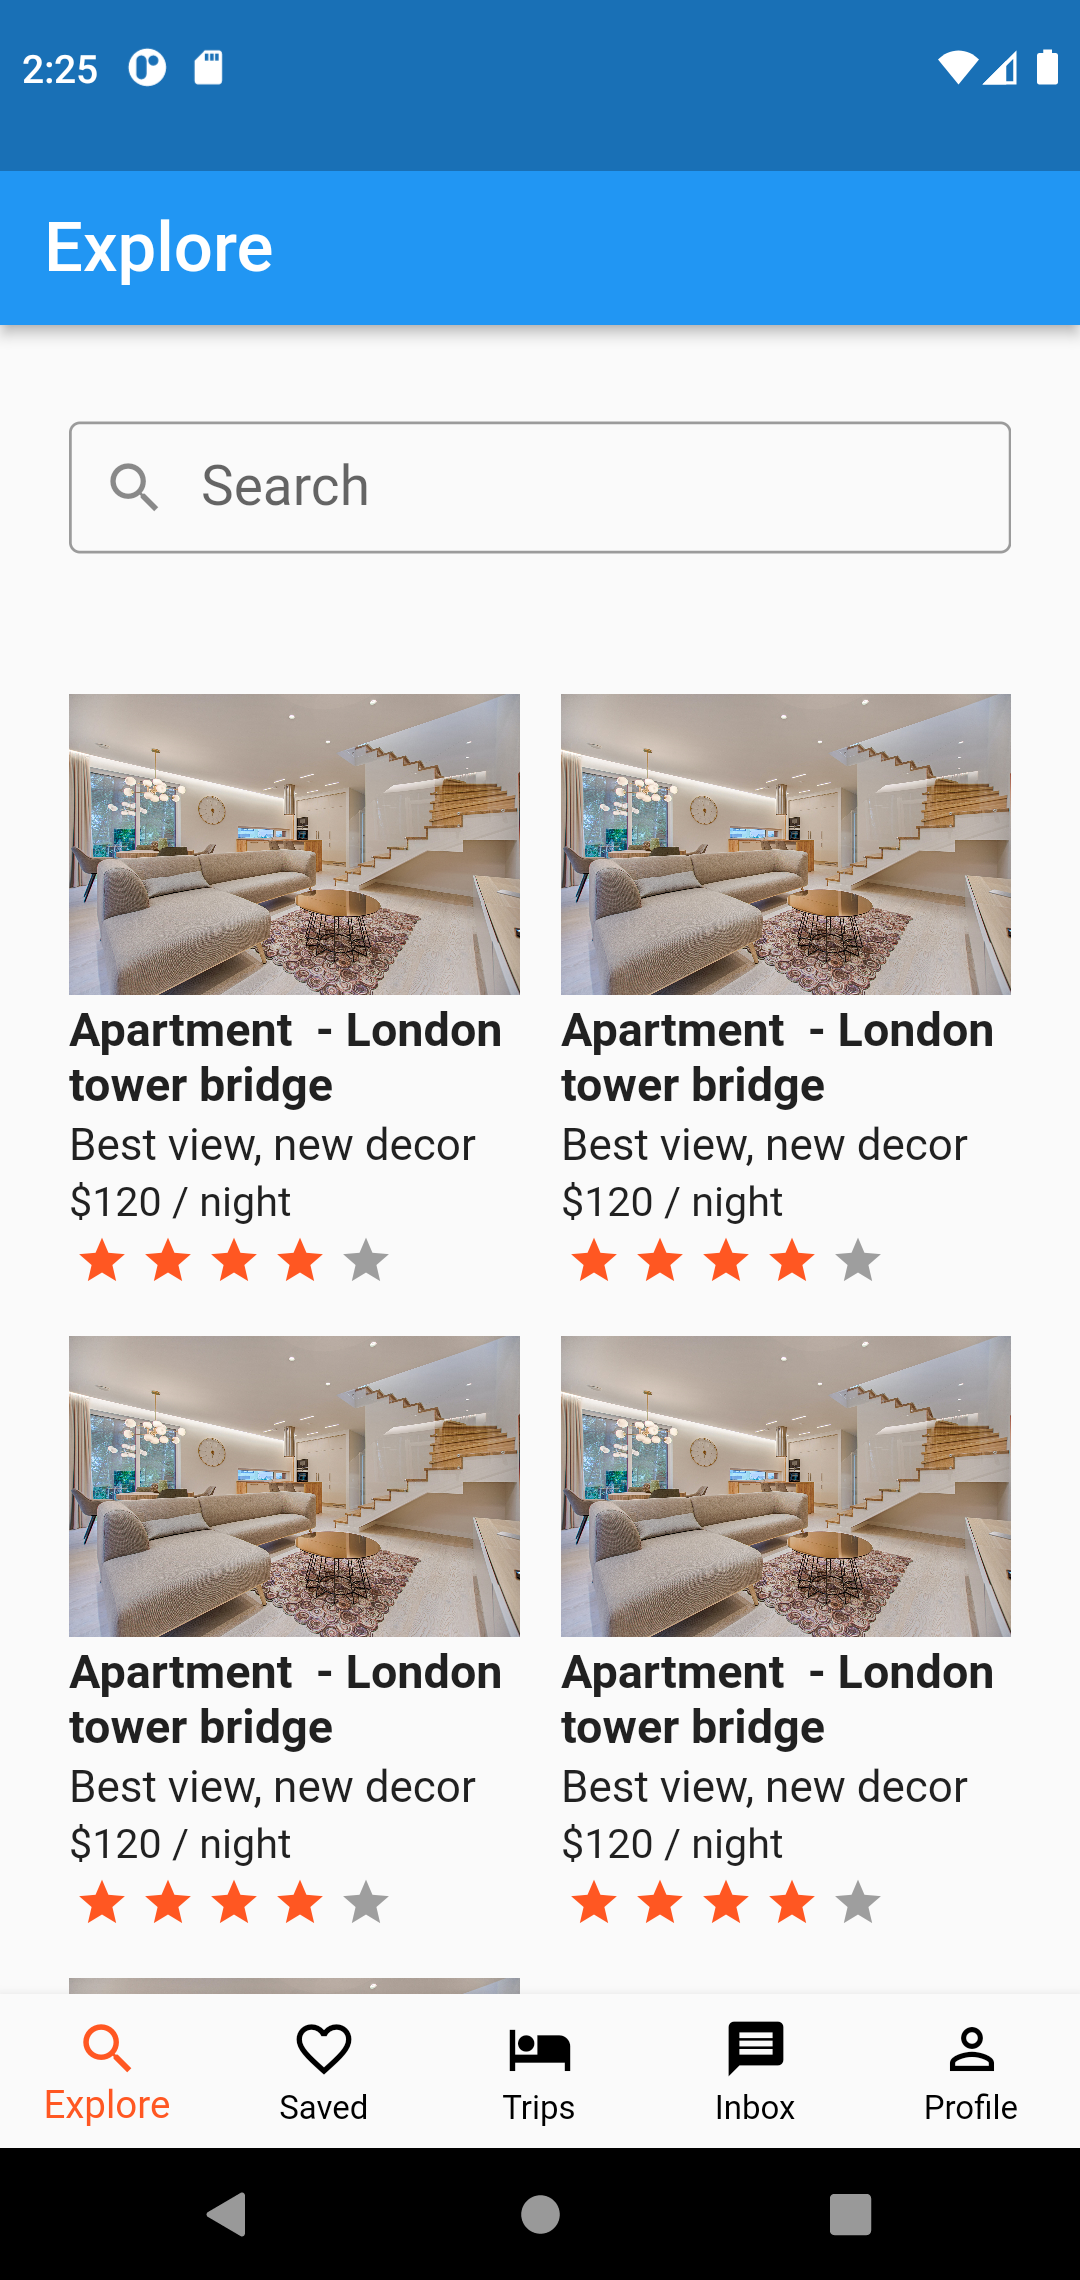 2:25
Explore
Search
Apartment  - London
tower bridge
Best view, new decor
$120 / night
Apartment  - London
tower bridge
Best view, new decor
$120 / night
Apartment  - London
tower bridge
Best view, new decor
$120 / night
Apartment  - London
tower bridge
Best view, new decor
$120 / night
Explore
Saved
Trips
Inbox
Profile